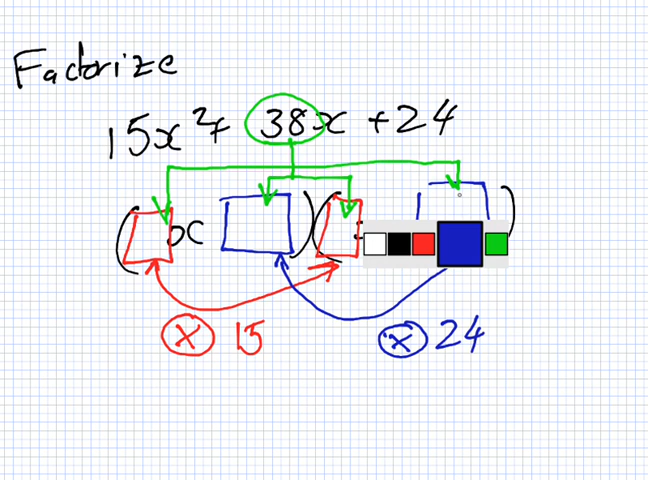 Factorize
15x²+ 38x +24
( x )( )
x 15 x 24